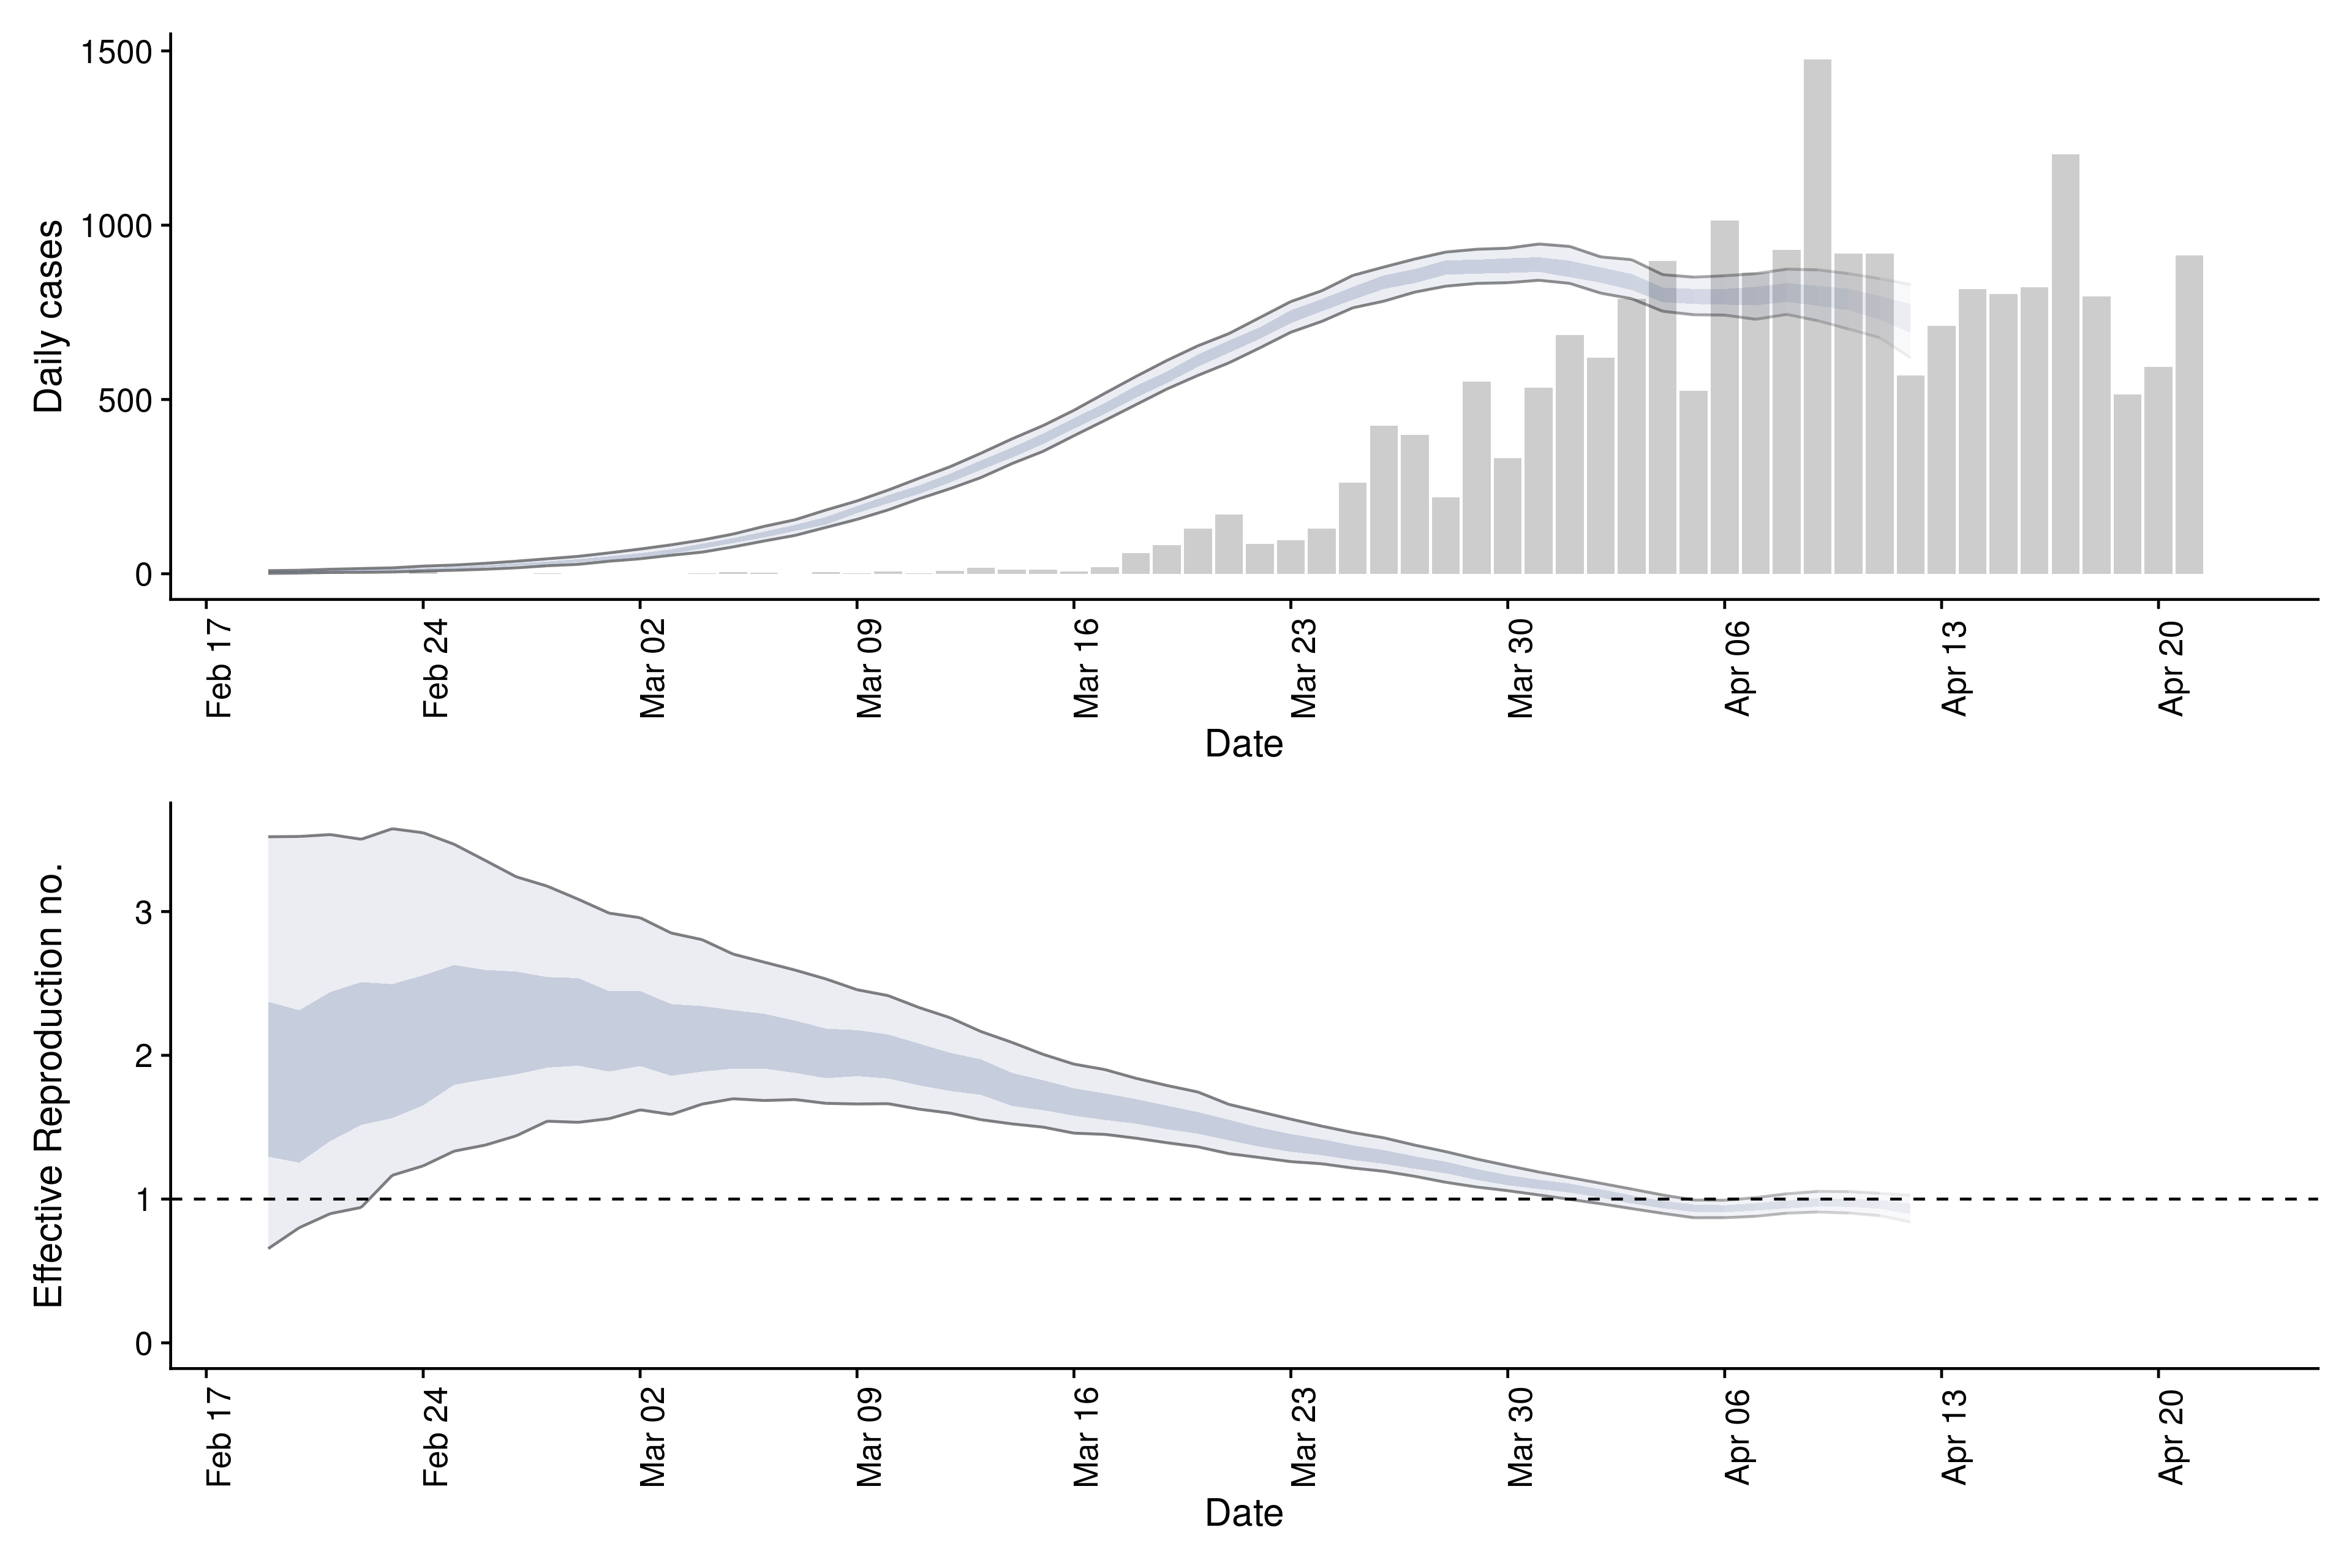 Daily cases
1500
1000
500
0
Feb 17
Feb 24
Mar 02
Mar 09
Mar 16
Mar 23
Mar 30
Apr 06
Apr 13
Apr 20
Date
Effective Reproduction no.
3
2
1
0
Feb 17
Feb 24
Mar 02
Mar 09
Mar 16
Mar 23
Mar 30
Apr 06
Apr 13
Apr 20
Date